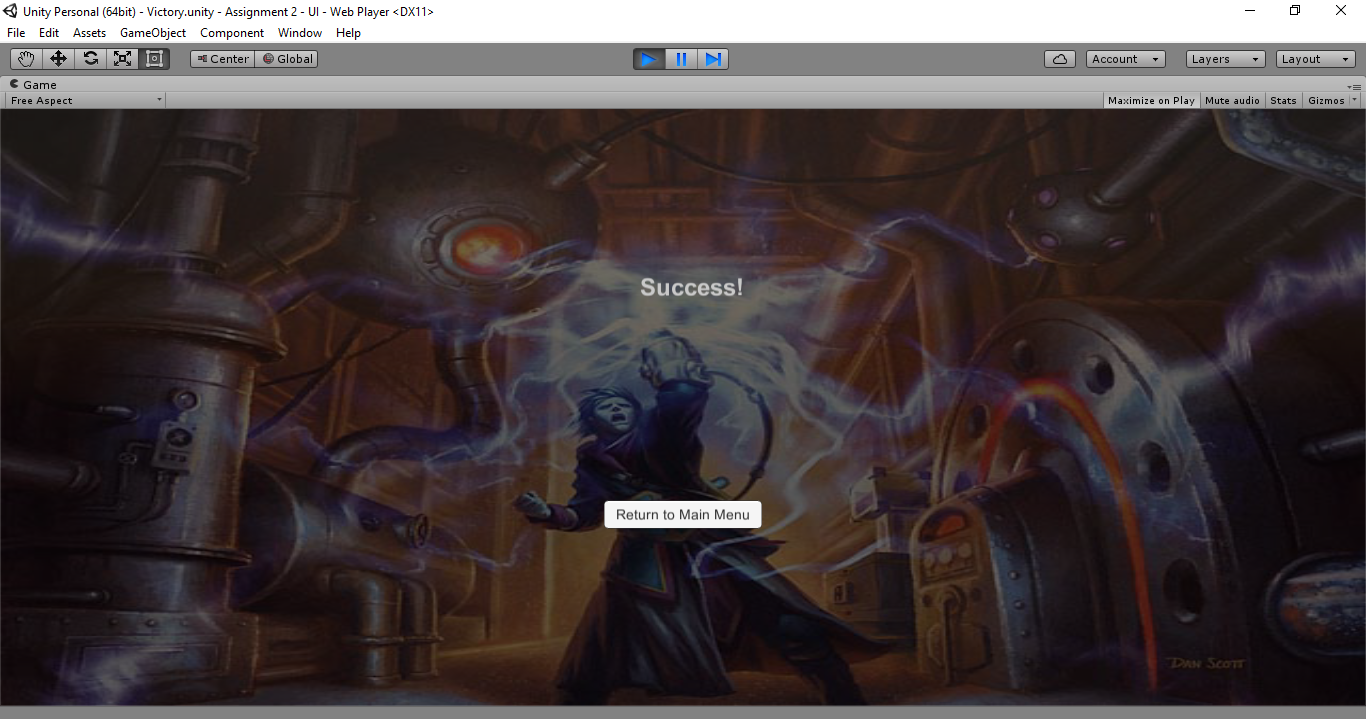 Unity Personal (64bit) - Victory.unity - Assignment 2 - UI - Web Player <DX11>
File Edit Assets GameObject Component Window Help
Center Global Account Layers Layout
Game
Free Aspect Maximize on Play Mute audio Stats Gizmos
Success!
Return to Main Menu
DAN SCOTT